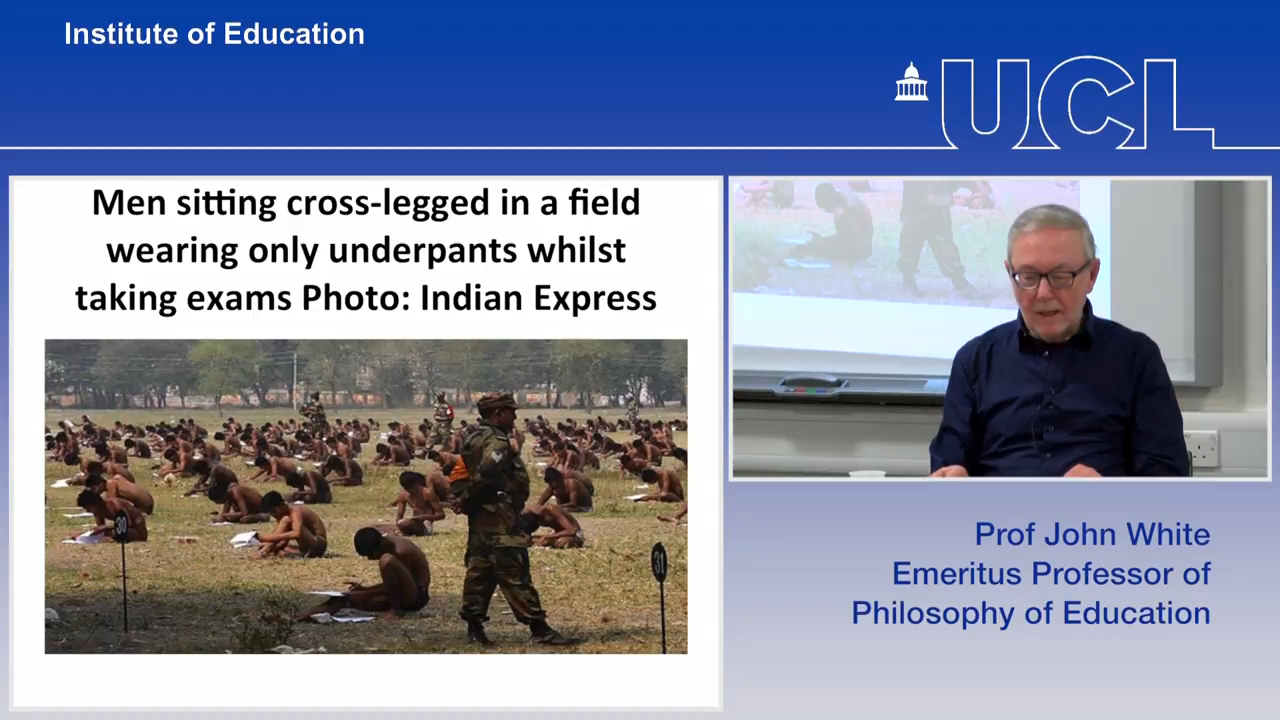 Institute of Education
UCL
Men sitting cross-legged in a field
wearing only underpants whilst
taking exams Photo: Indian Express
30
31
Prof John White
Emeritus Professor of
Philosophy of Education